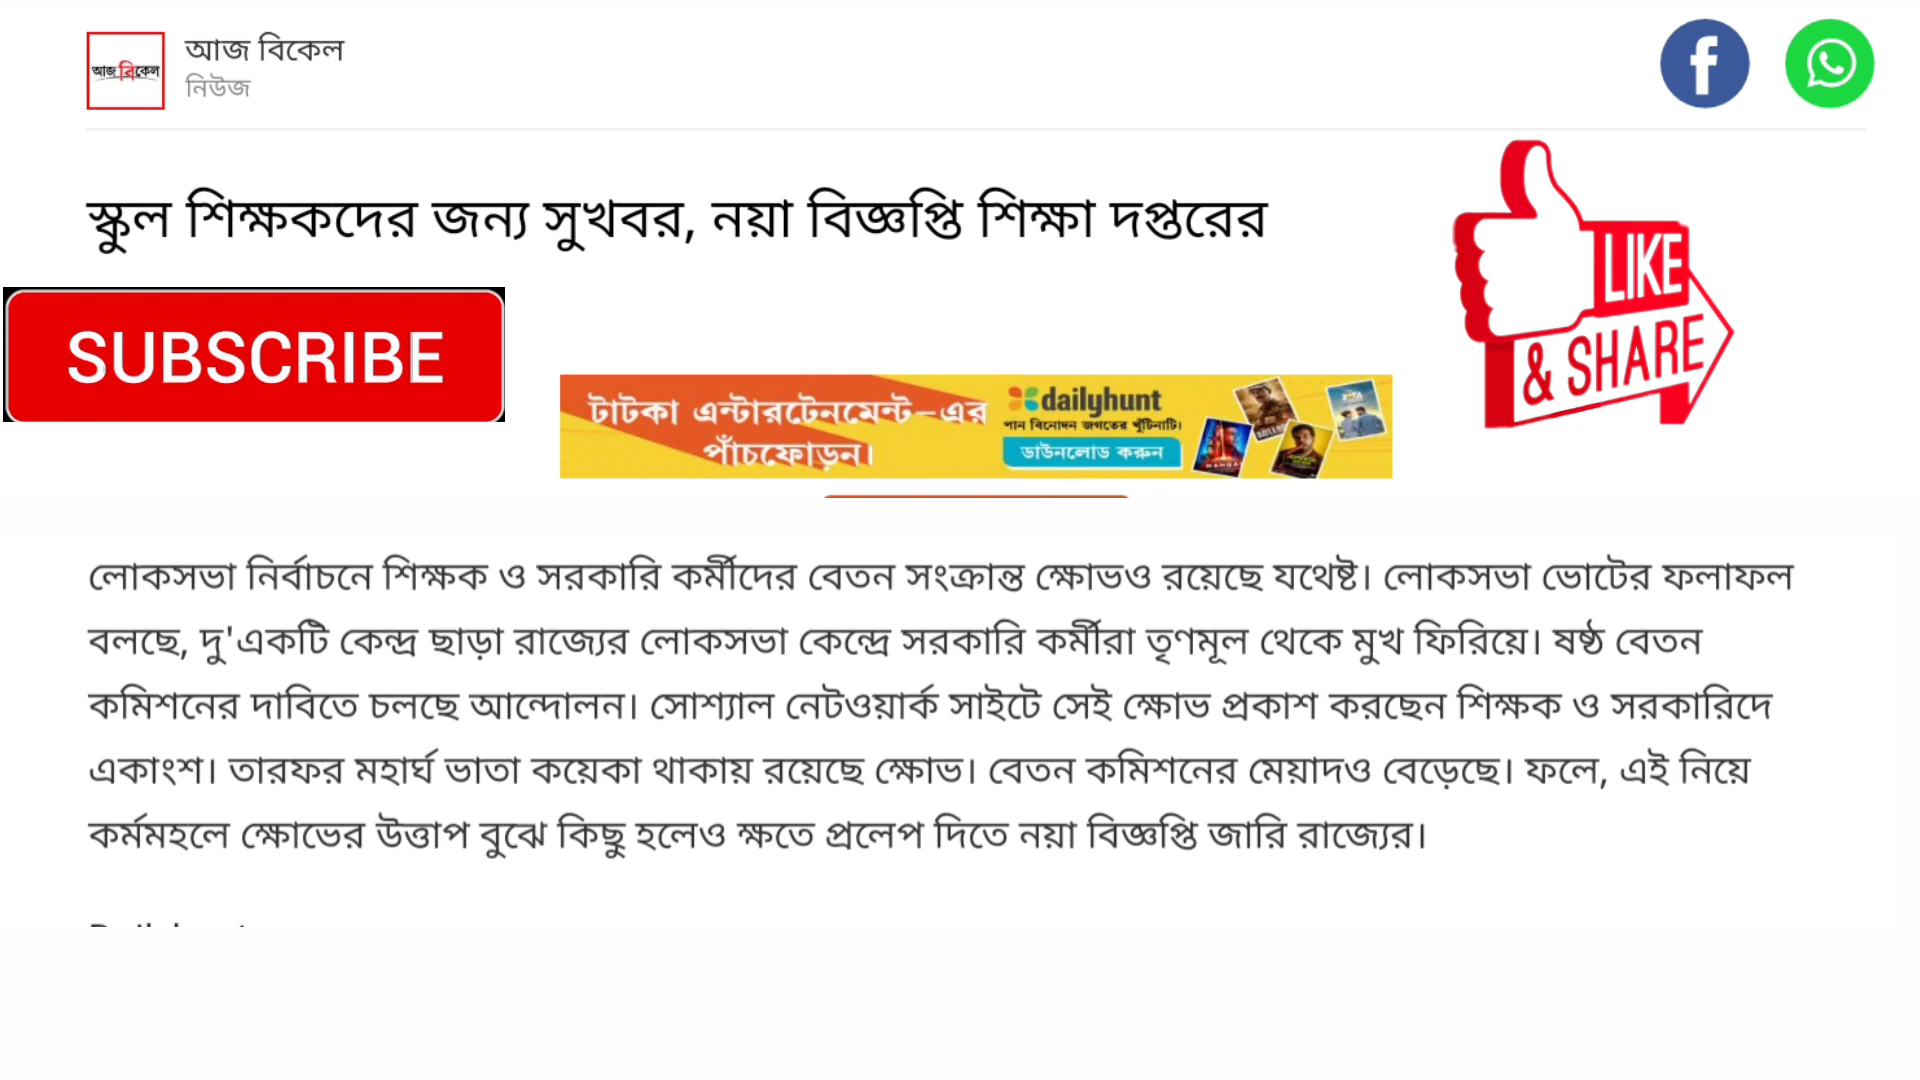 আজ বিকেল
আজ বিকেল
নিউজ
স্কুল শিক্ষকদের জন্য সুখবর, নয়া বিজ্ঞপ্তি শিক্ষা দপ্তরের
LIKE
& SHARE
SUBSCRIBE
টাটকা এন্টারটেনমেন্ট-এর
পাঁচফোড়ন।
dailyhunt
পান বিনোদন জগতের খুঁটিনাটি।
ডাউনলোড করুন
লোকসভা নির্বাচনে শিক্ষক ও সরকারি কর্মীদের বেতন সংক্রান্ত ক্ষোভও রয়েছে যথেষ্ট। লোকসভা ভোটের ফলাফল
বলছে, দু'একটি কেন্দ্র ছাড়া রাজ্যের লোকসভা কেন্দ্রে সরকারি কর্মীরা তৃণমূল থেকে মুখ ফিরিয়ে। ষষ্ঠ বেতন
কমিশনের দাবিতে চলছে আন্দোলন। সোশ্যাল নেটওয়ার্ক সাইটে সেই ক্ষোভ প্রকাশ করছেন শিক্ষক ও সরকারিদে
একাংশ। তারফর মহার্ঘ ভাতা কয়েকা থাকায় রয়েছে ক্ষোভ। বেতন কমিশনের মেয়াদও বেড়েছে। ফলে, এই নিয়ে
কর্মমহলে ক্ষোভের উত্তাপ বুঝে কিছু হলেও ক্ষতে প্রলেপ দিতে নয়া বিজ্ঞপ্তি জারি রাজ্যের।